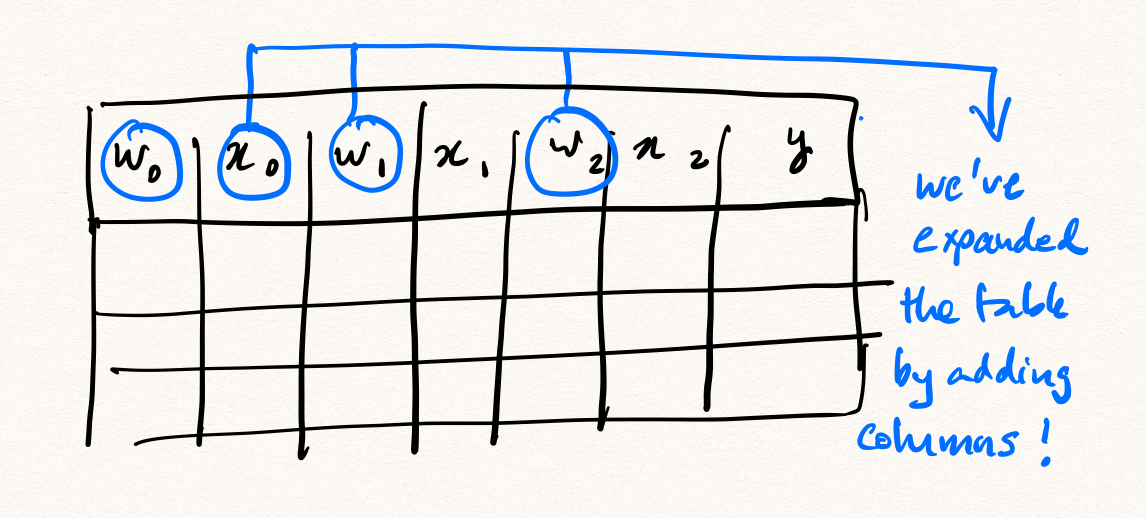 w₀ x₀ w₁ x₁ w₂ x₂ y
we've
expanded
the table
by adding
columns!